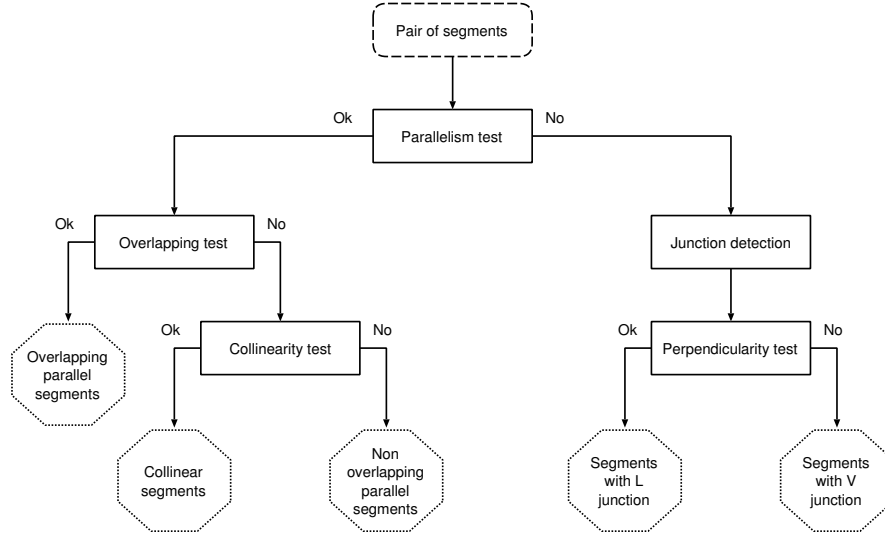 Pair of segments
Ok
No
Parallelism test
Ok
No
Overlapping test
Junction detection
Ok
No
Collinearity test
Ok
No
Perpendicularity test
Overlapping
parallel
segments
Collinear
segments
Non
overlapping
parallel
segments
Segments
with L
junction
Segments
with V
junction